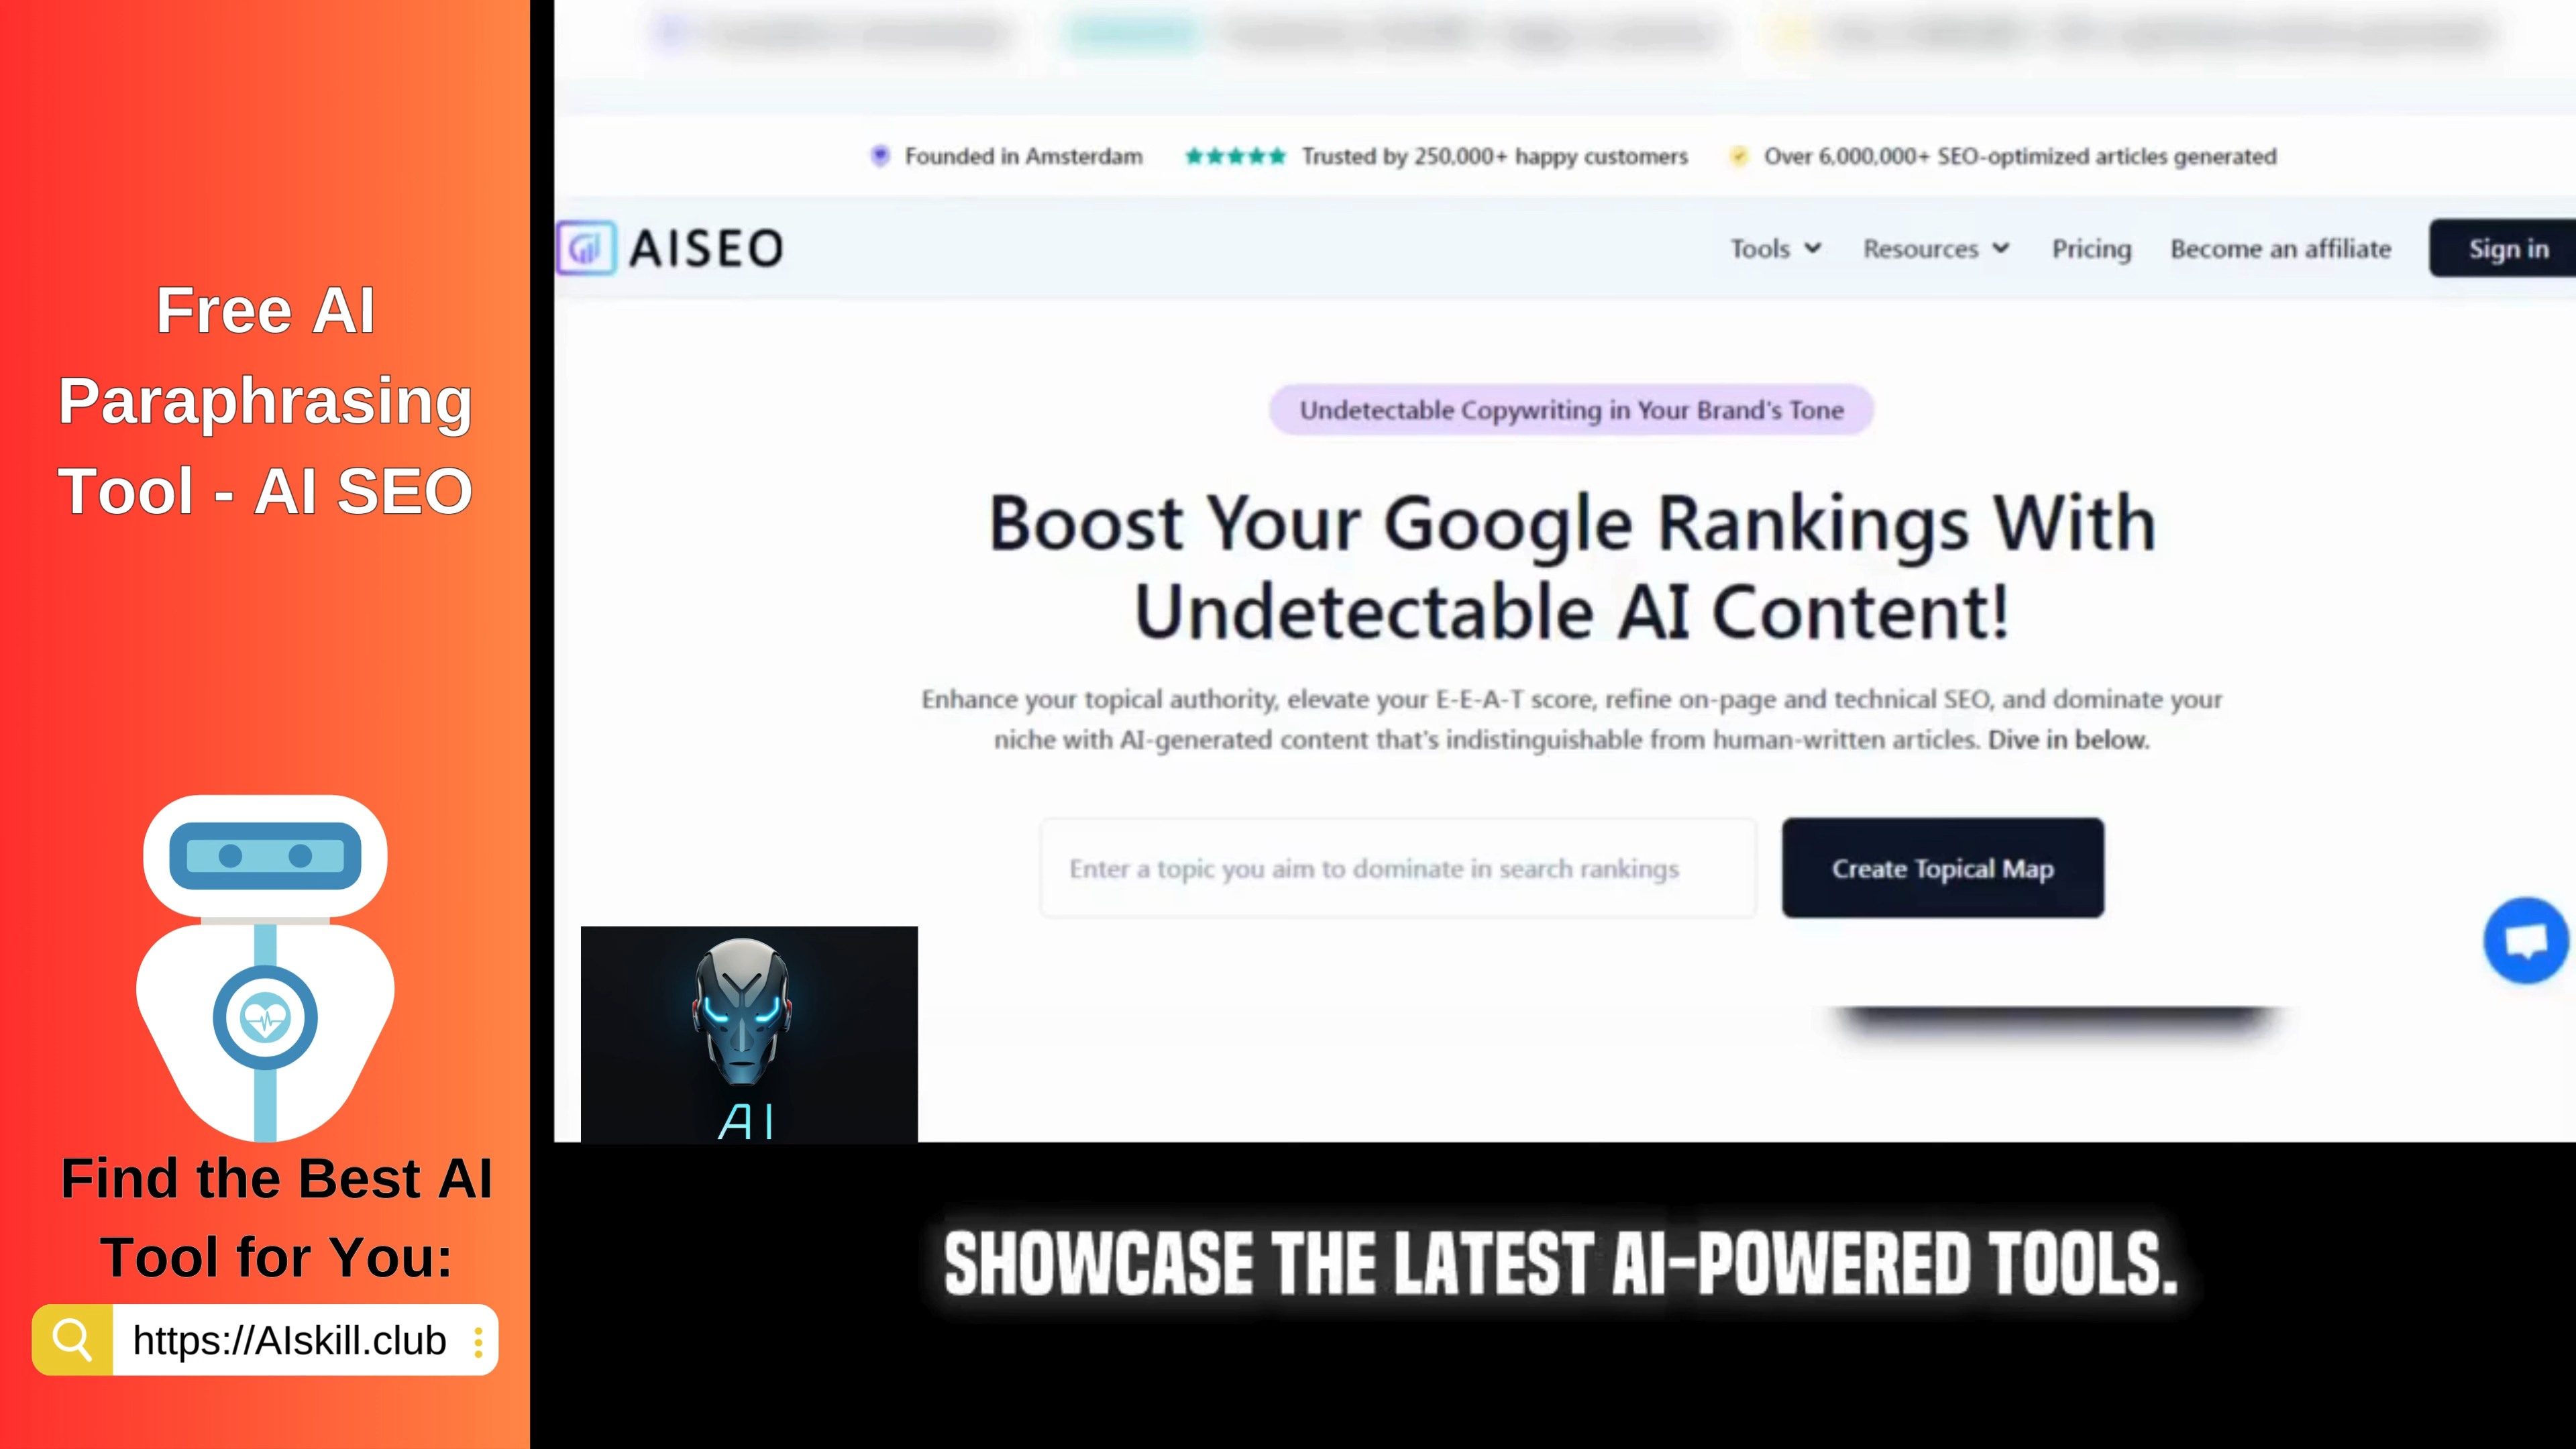 Free AI
Paraphrasing
Tool - AI SEO
Find the Best AI
Tool for You:
https://AIskill.club
Founded in Amsterdam
Trusted by 250,000+ happy customers
Over 6,000,000+ SEO-optimized articles generated
AISEO
Tools
Resources
Pricing
Become an affiliate
Sign in
Undetectable Copywriting in Your Brand's Tone
Boost Your Google Rankings With
Undetectable AI Content!
Enhance your topical authority, elevate your E-E-A-T score, refine on-page and technical SEO, and dominate your
niche with AI-generated content that's indistinguishable from human-written articles. Dive in below.
Enter a topic you aim to dominate in search rankings
Create Topical Map
AI
SHOWCASE THE LATEST AI-POWERED TOOLS.